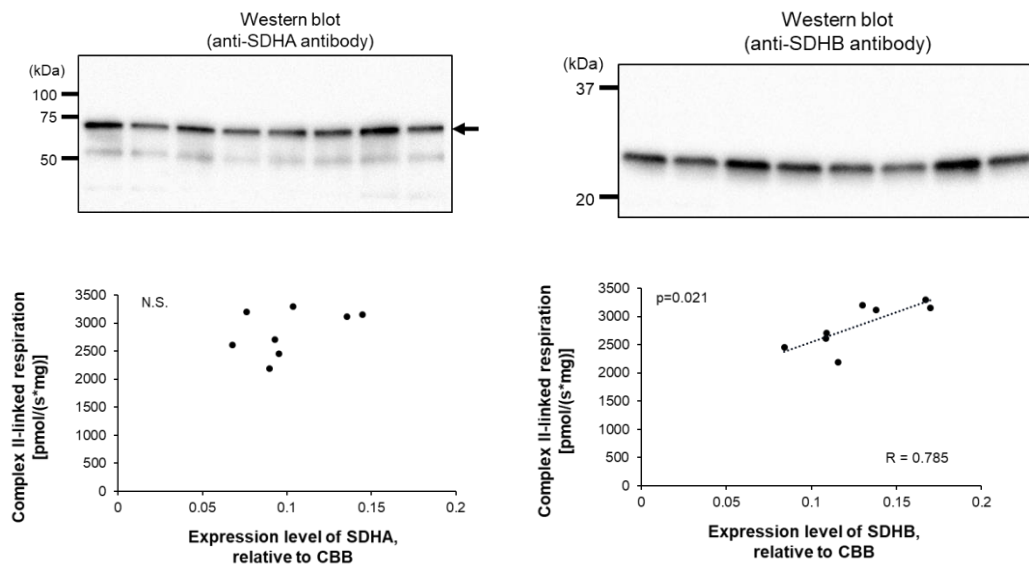 Western blot
(anti-SDHA antibody)
(kDa)
100
75
50
Western blot
(anti-SDHB antibody)
(kDa)
37
20
Complex II-linked respiration
[pmol/(s*mg)]
3500
3000
2500
2000
1500
1000
500
0
N.S.
0
0.05
0.1
0.15
0.2
Expression level of SDHA,
relative to CBB
Complex II-linked respiration
[pmol/(s*mg)]
3500
3000
2500
2000
1500
1000
500
0
p=0.021
R = 0.785
0
0.05
0.1
0.15
0.2
Expression level of SDHB,
relative to CBB